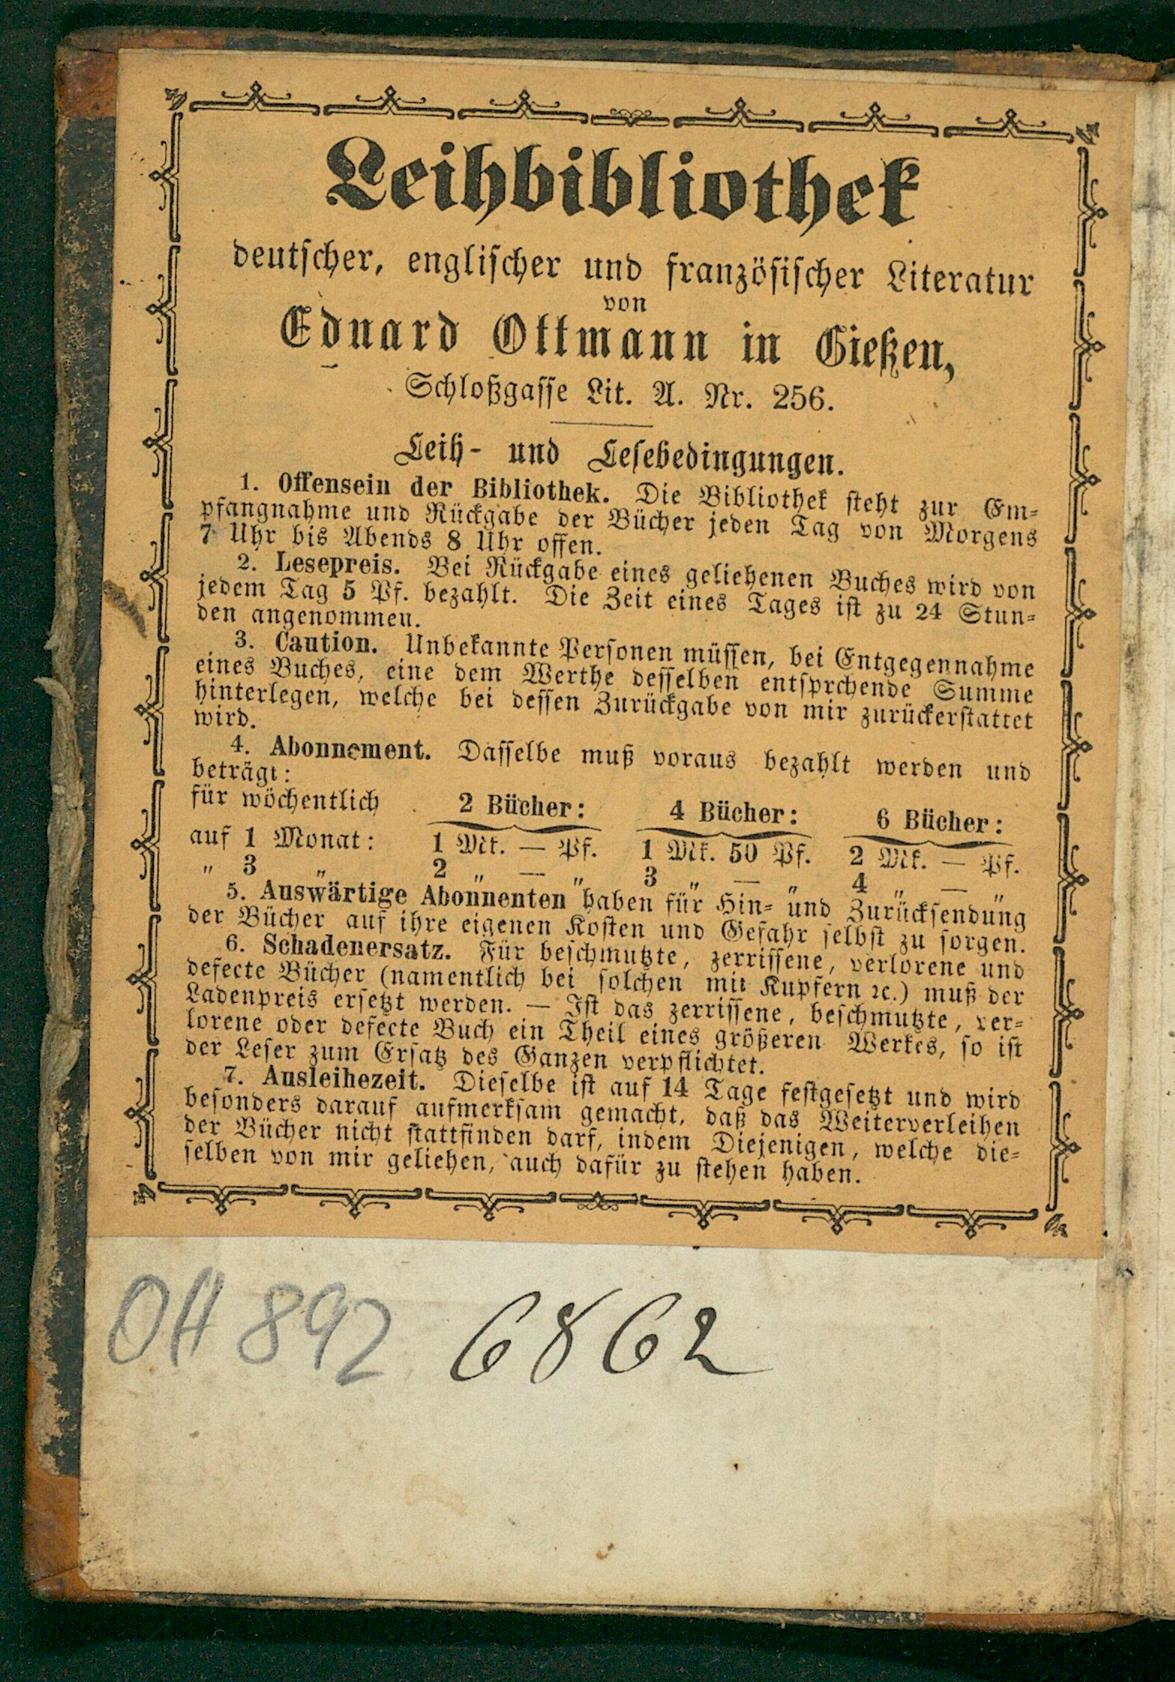 Leihbibliothek
deutscher, englischer und französischer Literatur
von
Eduard Ottmann in Gießen,
Schloßgasse Lit. A. Nr. 256.
Leih- und Lesebedingungen.
1. Offensein der Bibliothek. Die Bibliothek steht zur Em-
pfangnahme und Rückgabe der Bücher jeden Tag von Morgens
7 Uhr bis Abends 8 Uhr offen.
2. Lesepreis. Bei Rückgabe eines geliehenen Buches wird von
jedem Tag 5 Pf. bezahlt. Die Zeit eines Tages ist zu 24 Stun-
den angenommen.
3. Caution. Unbekannte Personen müssen, bei Entgegennahme
eines Buches, eine dem Werthe desselben entsprchende Summe
hinterlegen, welche bei dessen Zurückgabe von mir zurückerstattet
wird.
4. Abonnement. Dasselbe muß voraus bezahlt werden und
beträgt:
für wöchentlich 2 Bücher: 4 Bücher: 6 Bücher:
auf 1 Monat: 1 Mk. — Pf. 1 Mk. 50 Pf. 2 Mk. — Pf.
" 3 " 2 " — " 3 " — " 4 " — "
5. Auswärtige Abonnenten haben für Hin- und Zurücksendung
der Bücher auf ihre eigenen Kosten und Gefahr selbst zu sorgen.
6. Schadenersatz. Für beschmutzte, zerrissene, verlorene und
defecte Bücher (namentlich bei solchen mit Kupfern ꝛc.) muß der
Ladenpreis ersetzt werden. — Ist das zerrissene, beschmutzte, ver-
lorene oder defecte Buch ein Theil eines größeren Werkes, so ist
der Leser zum Ersatz des Ganzen verpflichtet.
7. Ausleihezeit. Dieselbe ist auf 14 Tage festgesetzt und wird
besonders darauf aufmerksam gemacht, daß das Weiterverleihen
der Bücher nicht stattfinden darf, indem Diejenigen, welche die-
selben von mir geliehen, auch dafür zu stehen haben.
OH 892 6862